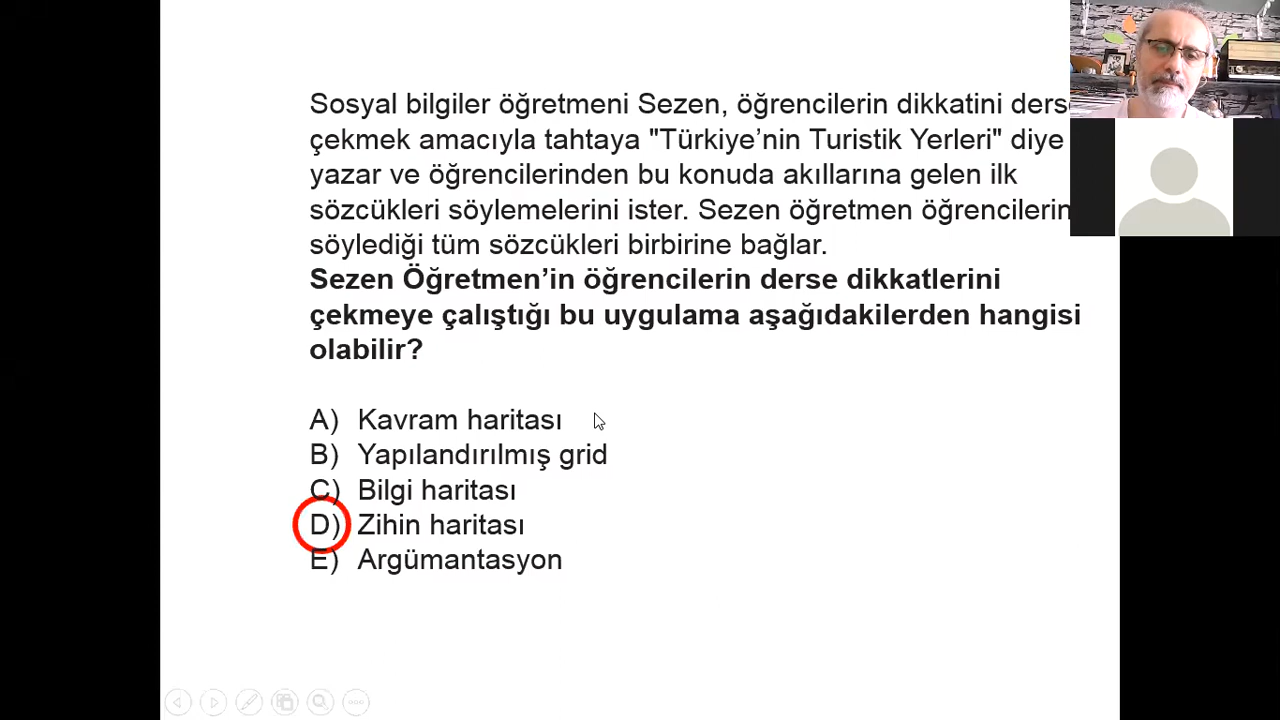 Sosyal bilgiler öğretmeni Sezen, öğrencilerin dikkatini derse
çekmek amacıyla tahtaya "Türkiye’nin Turistik Yerleri" diye
yazar ve öğrencilerinden bu konuda akıllarına gelen ilk
sözcükleri söylemelerini ister. Sezen öğretmen öğrencilerin
söylediği tüm sözcükleri birbirine bağlar.
Sezen Öğretmen’in öğrencilerin derse dikkatlerini
çekmeye çalıştığı bu uygulama aşağıdakilerden hangisi
olabilir?
A) Kavram haritası
B) Yapılandırılmış grid
C) Bilgi haritası
D) Zihin haritası
E) Argümantasyon